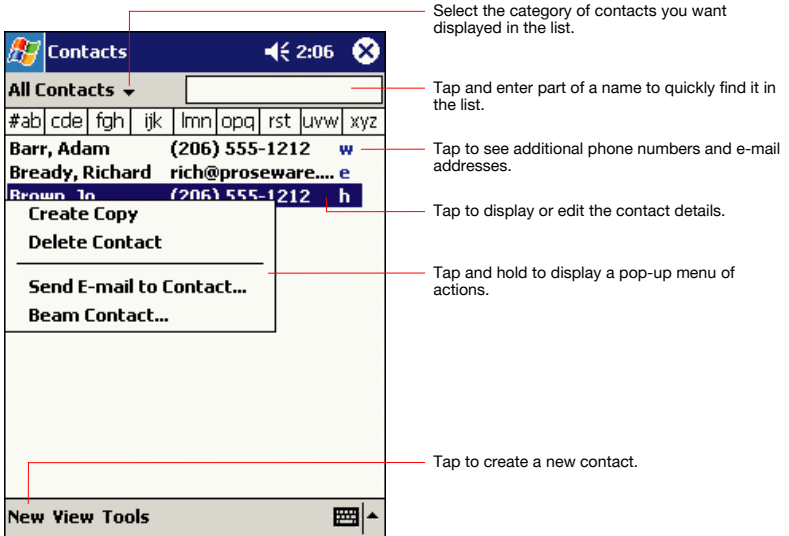 Select the category of contacts you want
displayed in the list.
Contacts 2:06
All Contacts
Tap and enter part of a name to quickly find it in
the list.
#ab cde fgh ijk lmn opq rst uvw xyz
Barr, Adam (206) 555-1212 w
Tap to see additional phone numbers and e-mail
addresses.
Bready, Richard rich@proseware.... e
Brown, Jo (206) 555-1212 h
Tap to display or edit the contact details.
Create Copy
Delete Contact
Send E-mail to Contact...
Beam Contact...
Tap and hold to display a pop-up menu of
actions.
Tap to create a new contact.
New View Tools